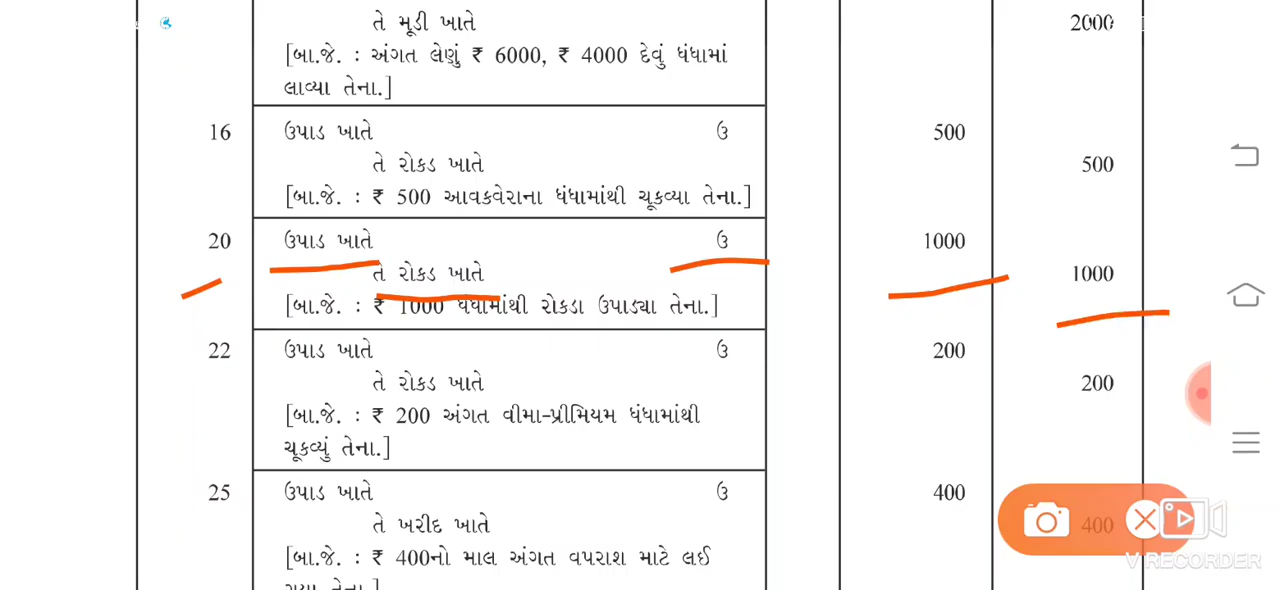 તે મૂડી ખાતે 2000
[બા.જે. : અંગત લેણું ₹ 6000, ₹ 4000 દેવું ધંધામાં
લાવ્યા તેના.]
16 ઉપાડ ખાતે ઉ 500
તે રોકડ ખાતે 500
[બા.જે. : ₹ 500 આવકવેરાના ધંધામાંથી ચૂકવ્યા તેના.]
20 ઉપાડ ખાતે ઉ 1000
તે રોકડ ખાતે 1000
[બા.જે. : ₹ 1000 ધંધામાંથી રોકડા ઉપાડ્યા તેના.]
22 ઉપાડ ખાતે ઉ 200
તે રોકડ ખાતે 200
[બા.જે. : ₹ 200 અંગત વીમા-પ્રીમિયમ ધંધામાંથી
ચૂકવ્યું તેના.]
25 ઉપાડ ખાતે ઉ 400
તે ખરીદ ખાતે 400
[બા.જે. : ₹ 400નો માલ અંગત વપરાશ માટે લઈ
V RECORDER